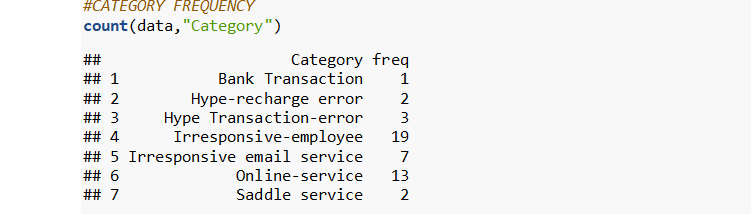 #CATEGORY FREQUENCY
count(data,"Category")
## Category freq
## 1 Bank Transaction 1
## 2 Hype-recharge error 2
## 3 Hype Transaction-error 3
## 4 Irresponsive-employee 19
## 5 Irresponsive email service 7
## 6 Online-service 13
## 7 Saddle service 2